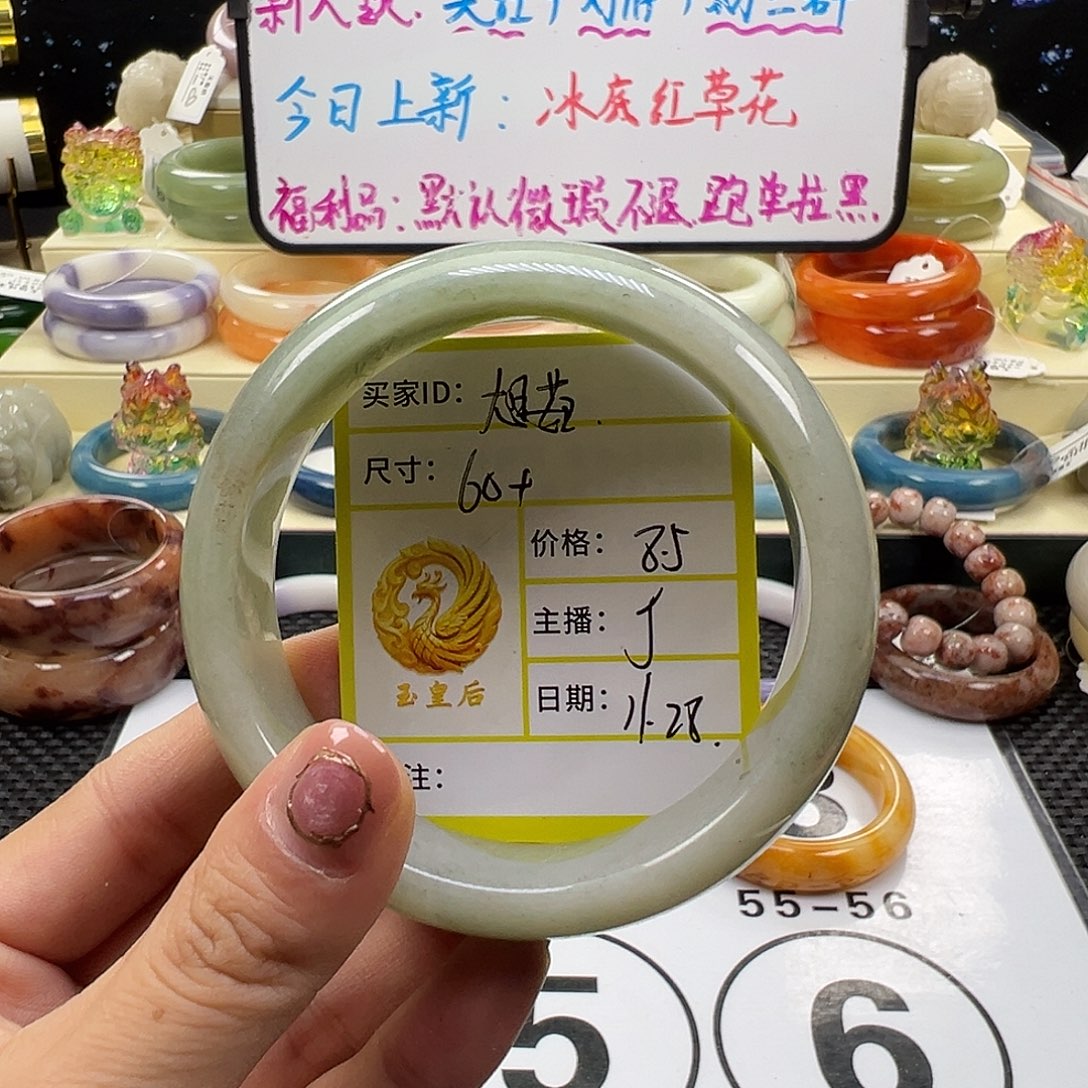 今日上新：冰底红草花
福利品：默认微瑕不退.跑单拉黑.
买家ID：
尺寸：60+
价格：85
主播：J
日期：11.28.
玉皇后
注：
55-56
5
6